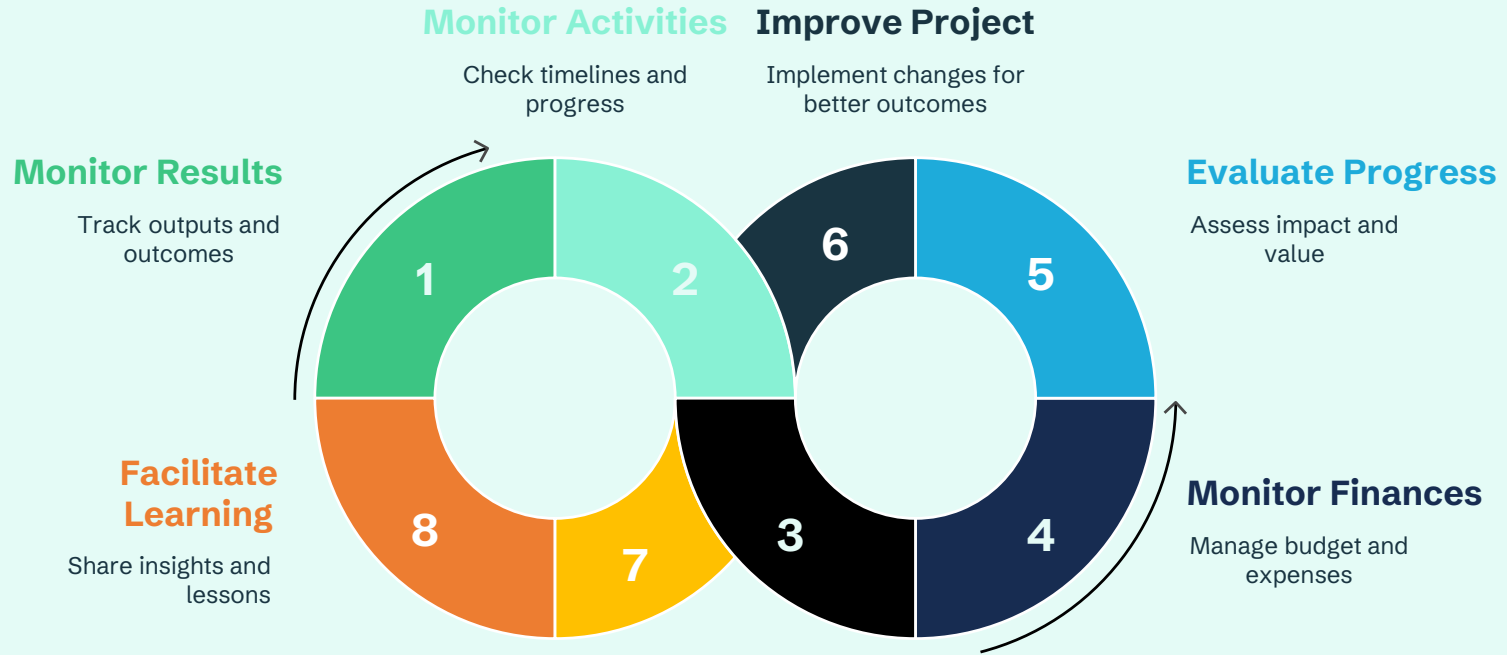 Monitor Activities
Check timelines and
progress
Improve Project
Implement changes for
better outcomes
Monitor Results
Track outputs and
outcomes
Evaluate Progress
Assess impact and
value
1
2
6
5
Facilitate
Learning
Share insights and
lessons
8
7
3
4
Monitor Finances
Manage budget and
expenses